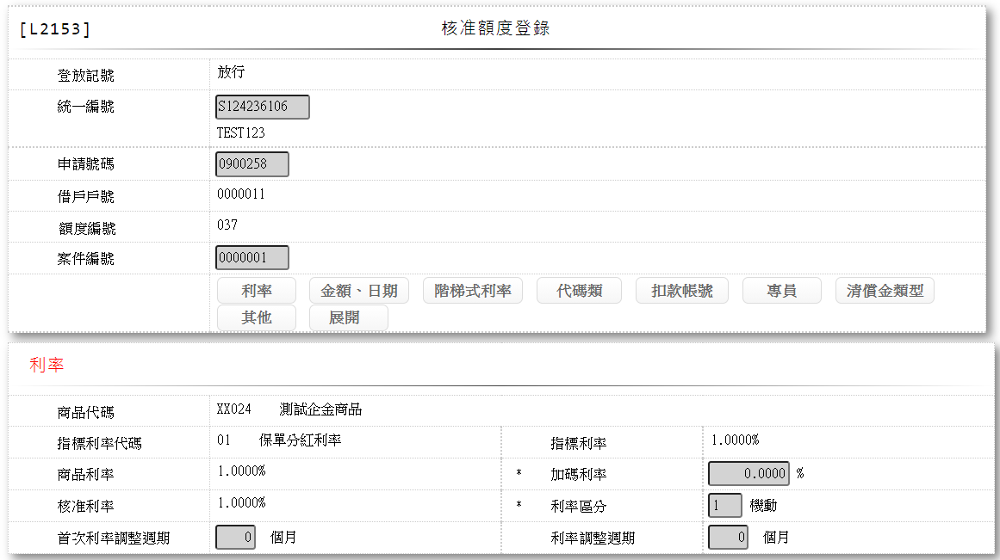 [L2153] 核准額度登錄
登放記號 放行
統一編號 S124236106
TEST123
申請號碼 0900258
借戶戶號 0000011
額度編號 037
案件編號 0000001
利率 金額、日期 階梯式利率 代碼類 扣款帳號 專員 清償金類型
其他 展開
利率
商品代碼 XX024 測試企金商品
指標利率代碼 01 保單分紅利率 指標利率 1.0000%
商品利率 1.0000% * 加碼利率 0.0000 %
核准利率 1.0000% * 利率區分 1 機動
首次利率調整週期 0 個月 利率調整週期 0 個月